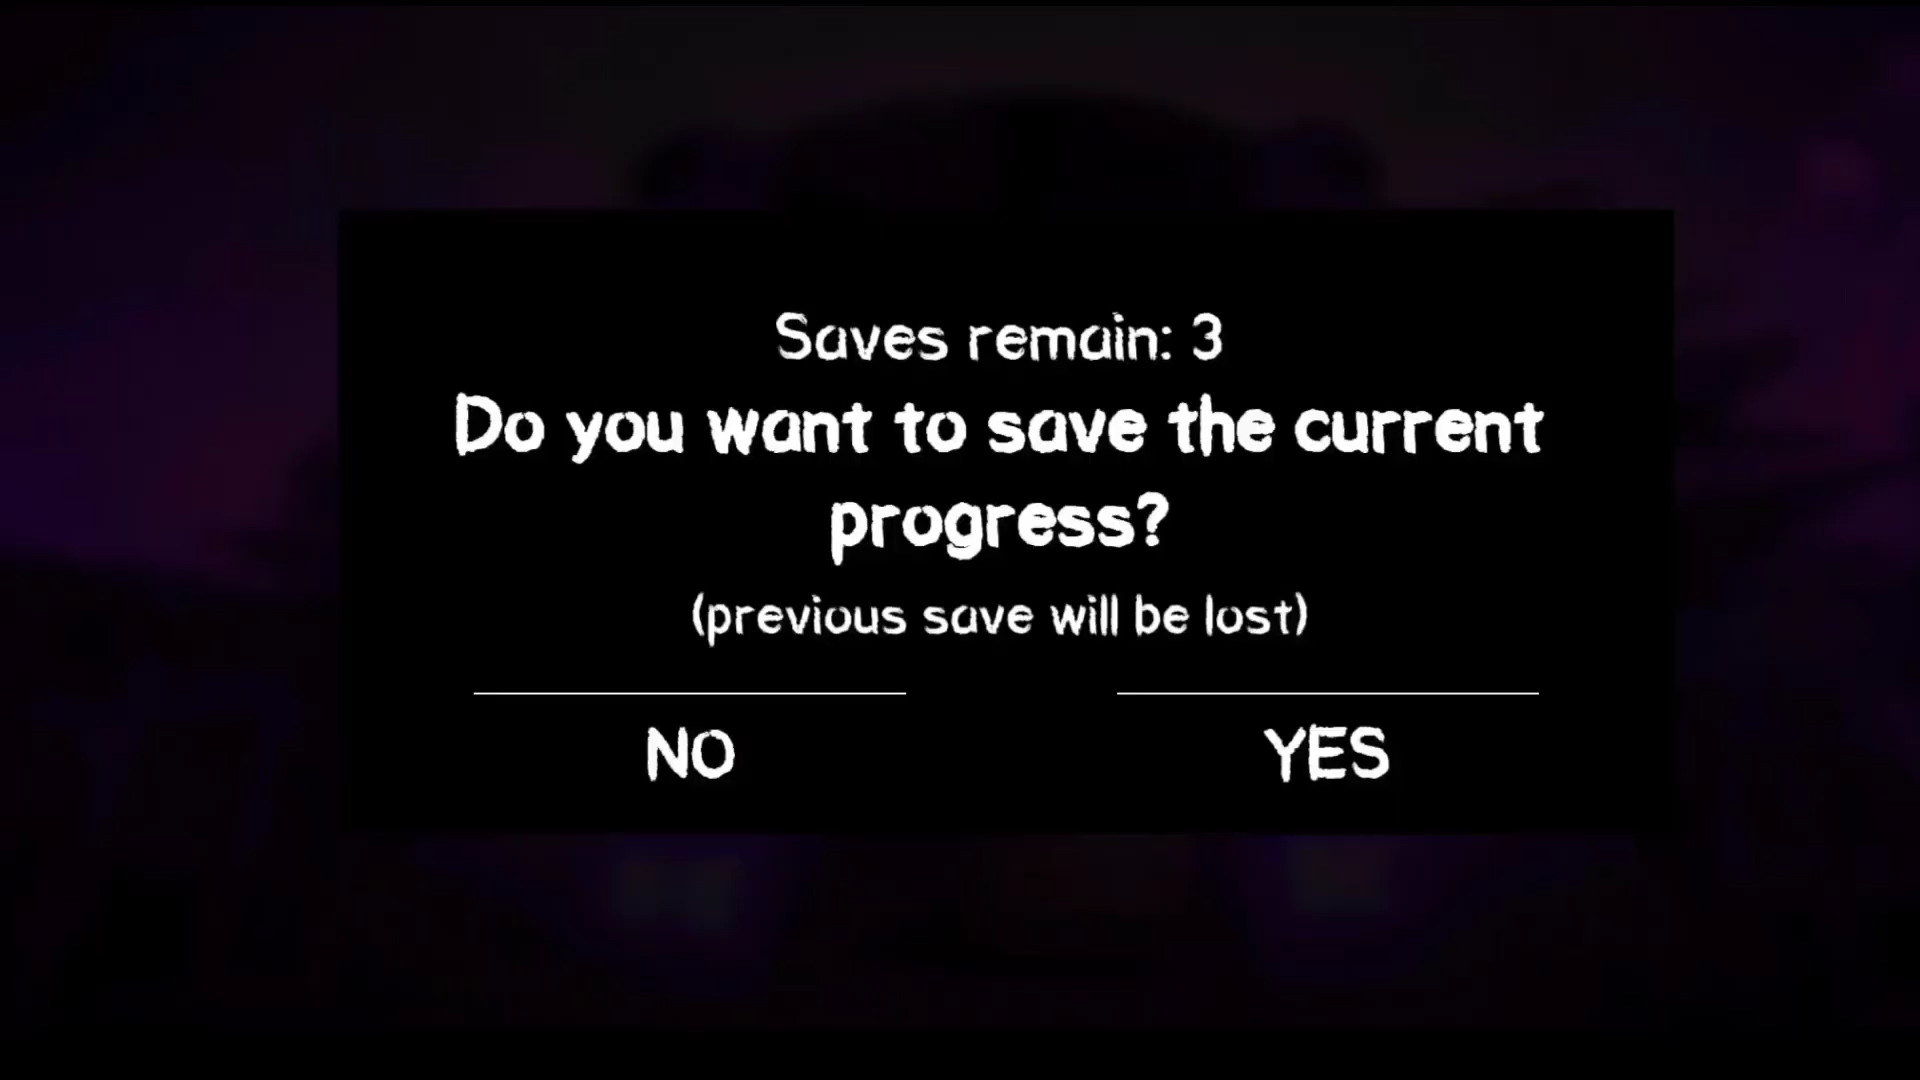 Saves remain: 3
Do you want to save the current
progress?
(previous save will be lost)
NO
YES